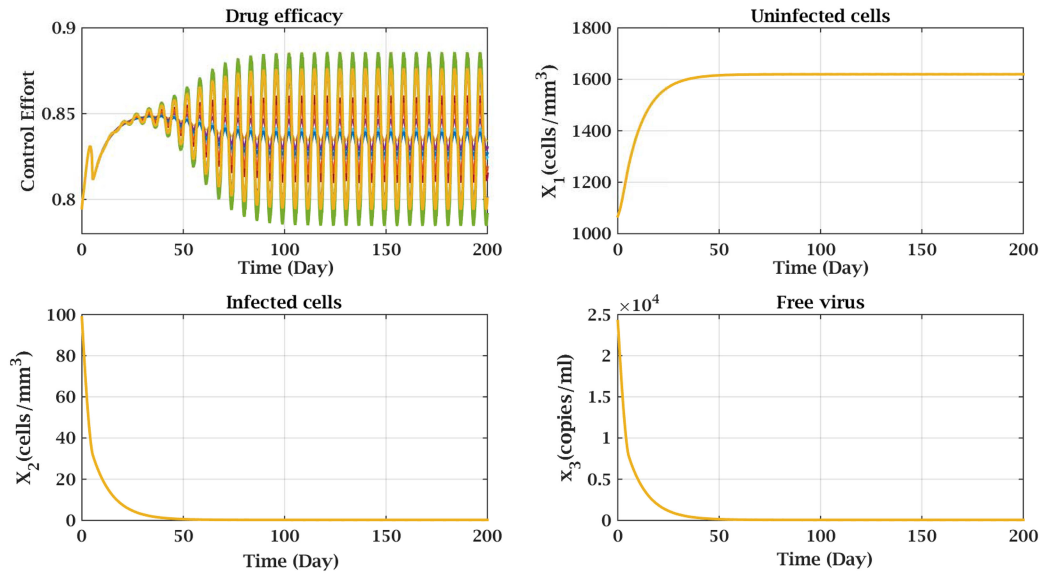 Drug efficacy
0.9
0.85
0.8
Control Effort
0 50 100 150 200
Time (Day)
Uninfected cells
1800
1600
1400
1200
1000
X1(cells/mm3)
0 50 100 150 200
Time (Day)
Infected cells
100
80
60
40
20
0
X2(cells/mm3)
0 50 100 150 200
Time (Day)
Free virus
×10^4
2.5
2
1.5
1
0.5
0
x3(copies/ml)
0 50 100 150 200
Time (Day)